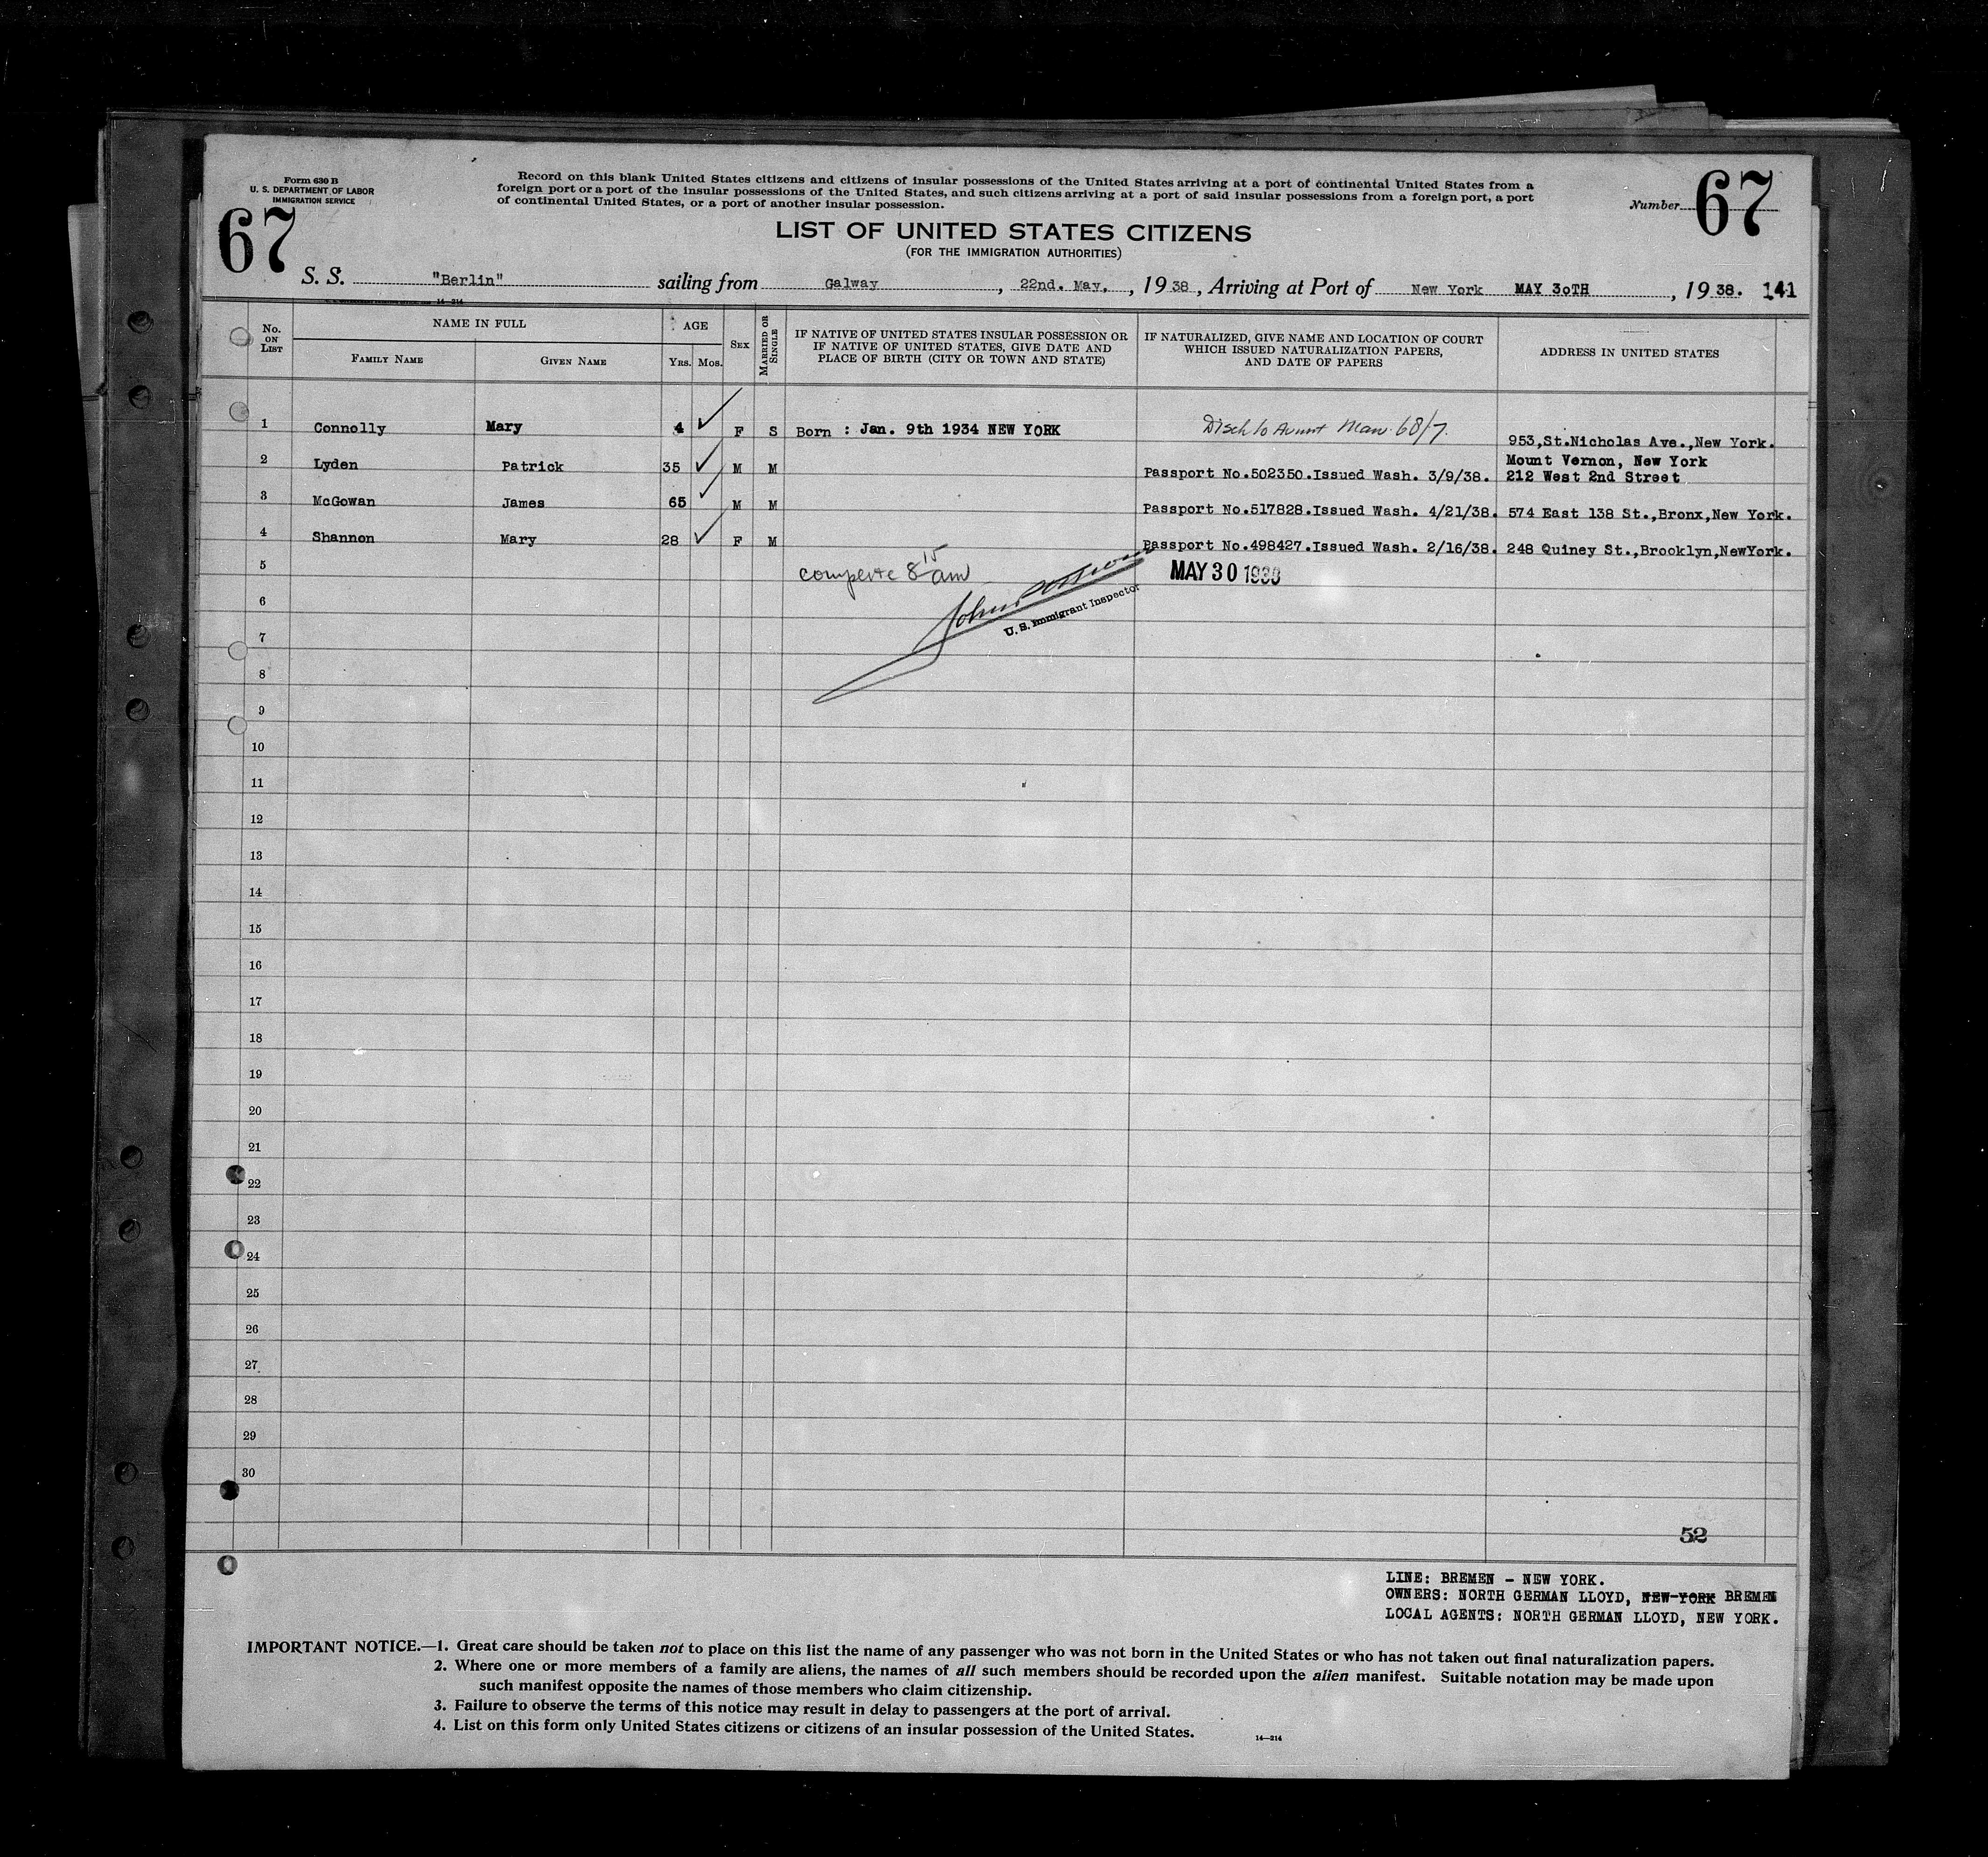 Form 630 B
U. S. DEPARTMENT OF LABOR
IMMIGRATION SERVICE
67
Record on this blank United States citizens and citizens of insular possessions of the United States arriving at a port of continental United States from a
foreign port or a port of the insular possessions of the United States, and such citizens arriving at a port of said insular possessions from a foreign port, a port
of continental United States, or a port of another insular possession.
Number 67
LIST OF UNITED STATES CITIZENS
(FOR THE IMMIGRATION AUTHORITIES)
S. S. "Berlin" sailing from Galway, 22nd. May, 1938, Arriving at Port of New York MAY 30TH, 1938. 141
14-214
No. ON LIST
NAME IN FULL
FAMILY NAME GIVEN NAME
AGE
YRS. MOS.
SEX
MARRIED OR SINGLE
IF NATIVE OF UNITED STATES INSULAR POSSESSION OR
IF NATIVE OF UNITED STATES, GIVE DATE AND
PLACE OF BIRTH (CITY OR TOWN AND STATE)
IF NATURALIZED, GIVE NAME AND LOCATION OF COURT
WHICH ISSUED NATURALIZATION PAPERS,
AND DATE OF PAPERS
ADDRESS IN UNITED STATES
1 Connolly Mary 4 F S Born : Jan. 9th 1934 NEW YORK Disch to Aunt Man. 68/7. 953,St.Nicholas Ave.,New York.
Mount Vernon, New York
2 Lyden Patrick 35 M M Passport No.502350.Issued Wash. 3/9/38. 212 West 2nd Street
3 McGowan James 65 M M Passport No.517828.Issued Wash. 4/21/38. 574 East 138 St.,Bronx,New York.
4 Shannon Mary 28 F M Passport No.498427.Issued Wash. 2/16/38. 248 Quiney St.,Brooklyn,NewYork.
5 8 15 am MAY 30 1938
6 John
U. S. Immigrant Inspector
7
8
9
10
11
12
13
14
15
16
17
18
19
20
21
22
23
24
25
26
27
28
29
30
52
LINE: BREMEN - NEW YORK.
OWNERS: NORTH GERMAN LLOYD, NEW-YORK BREMEN
LOCAL AGENTS: NORTH GERMAN LLOYD, NEW YORK.
IMPORTANT NOTICE.—1. Great care should be taken not to place on this list the name of any passenger who was not born in the United States or who has not taken out final naturalization papers.
2. Where one or more members of a family are aliens, the names of all such members should be recorded upon the alien manifest. Suitable notation may be made upon
such manifest opposite the names of those members who claim citizenship.
3. Failure to observe the terms of this notice may result in delay to passengers at the port of arrival.
4. List on this form only United States citizens or citizens of an insular possession of the United States.
14—214